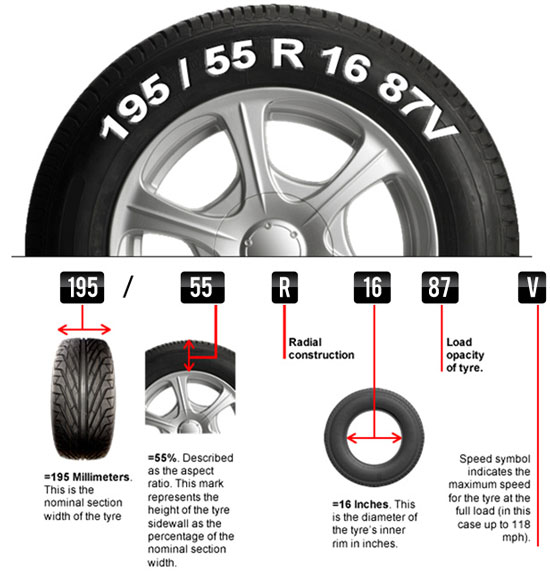 195 / 55 R 16 87V
195 / 55 R 16 87 V
Radial
construction
Load
opacity
of tyre.
=195 Millimeters.
This is the
nominal section
width of the tyre
=55%. Described
as the aspect
ratio. This mark
represents the
height of the tyre
sidewall as the
percentage of the
nominal section
width.
=16 Inches. This
is the diameter of
the tyre's inner
rim in inches.
Speed symbol
indicates the
maximum speed
for the tyre at the
full load (in this
case up to 118
mph).